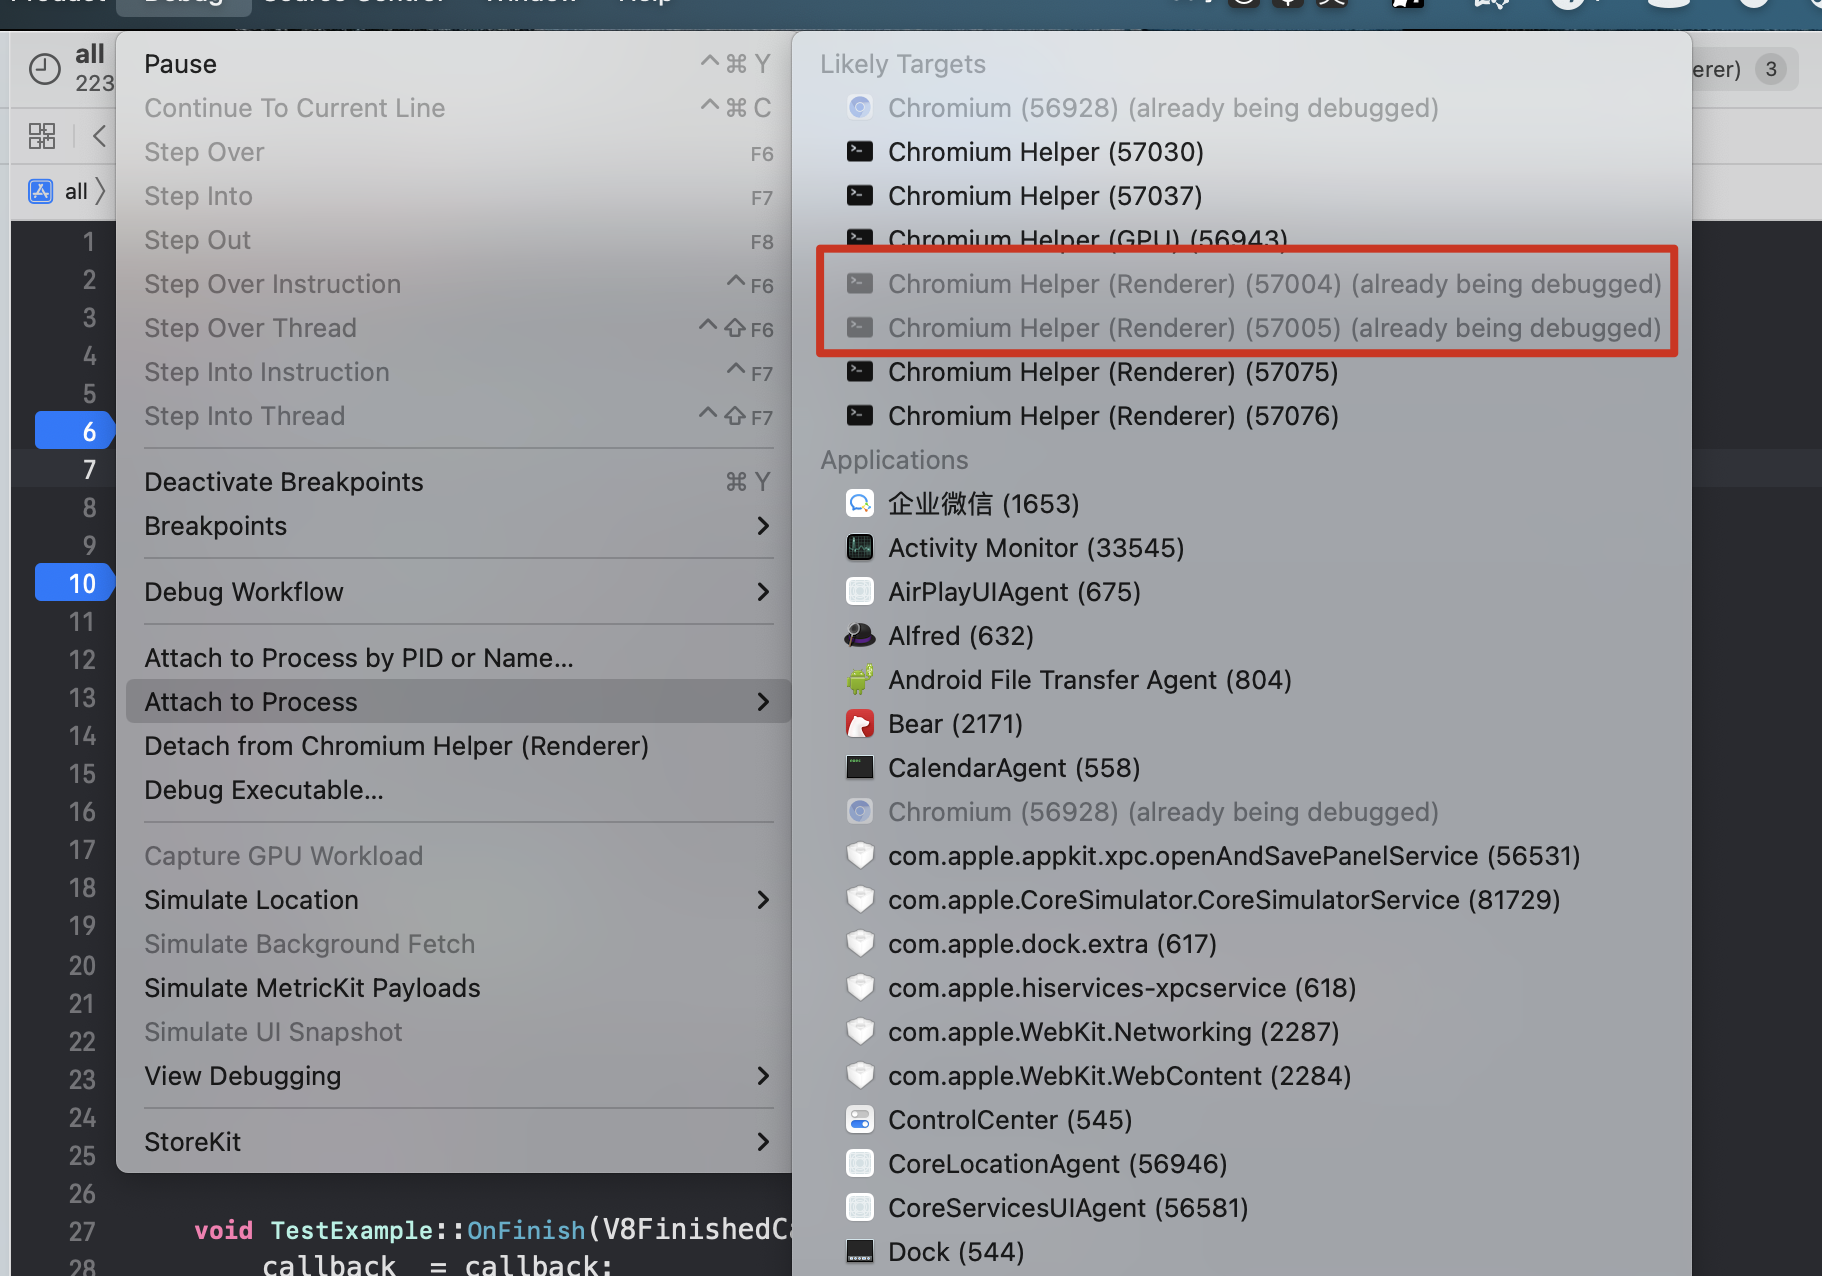 Product Debug Source Control Window Help
all
223
erer) 3
all
Pause ^⌘Y
Continue To Current Line ^⌘C
Step Over F6
Step Into F7
Step Out F8
Step Over Instruction ^F6
Step Over Thread ^⇧F6
Step Into Instruction ^F7
Step Into Thread ^⇧F7
Deactivate Breakpoints ⌘Y
Breakpoints
Debug Workflow
Attach to Process by PID or Name...
Attach to Process
Detach from Chromium Helper (Renderer)
Debug Executable...
Capture GPU Workload
Simulate Location
Simulate Background Fetch
Simulate MetricKit Payloads
Simulate UI Snapshot
View Debugging
StoreKit
Likely Targets
Chromium (56928) (already being debugged)
Chromium Helper (57030)
Chromium Helper (57037)
Chromium Helper (GPU) (56943)
Chromium Helper (Renderer) (57004) (already being debugged)
Chromium Helper (Renderer) (57005) (already being debugged)
Chromium Helper (Renderer) (57075)
Chromium Helper (Renderer) (57076)
Applications
企业微信 (1653)
Activity Monitor (33545)
AirPlayUIAgent (675)
Alfred (632)
Android File Transfer Agent (804)
Bear (2171)
CalendarAgent (558)
Chromium (56928) (already being debugged)
com.apple.appkit.xpc.openAndSavePanelService (56531)
com.apple.CoreSimulator.CoreSimulatorService (81729)
com.apple.dock.extra (617)
com.apple.hiservices-xpcservice (618)
com.apple.WebKit.Networking (2287)
com.apple.WebKit.WebContent (2284)
ControlCenter (545)
CoreLocationAgent (56946)
CoreServicesUIAgent (56581)
Dock (544)
1
2
3
4
5
6
7
8
9
10
11
12
13
14
15
16
17
18
19
20
21
22
23
24
25
26
27 void TestExample::OnFinish(V8FinishedCa
28 callback_ = callback;